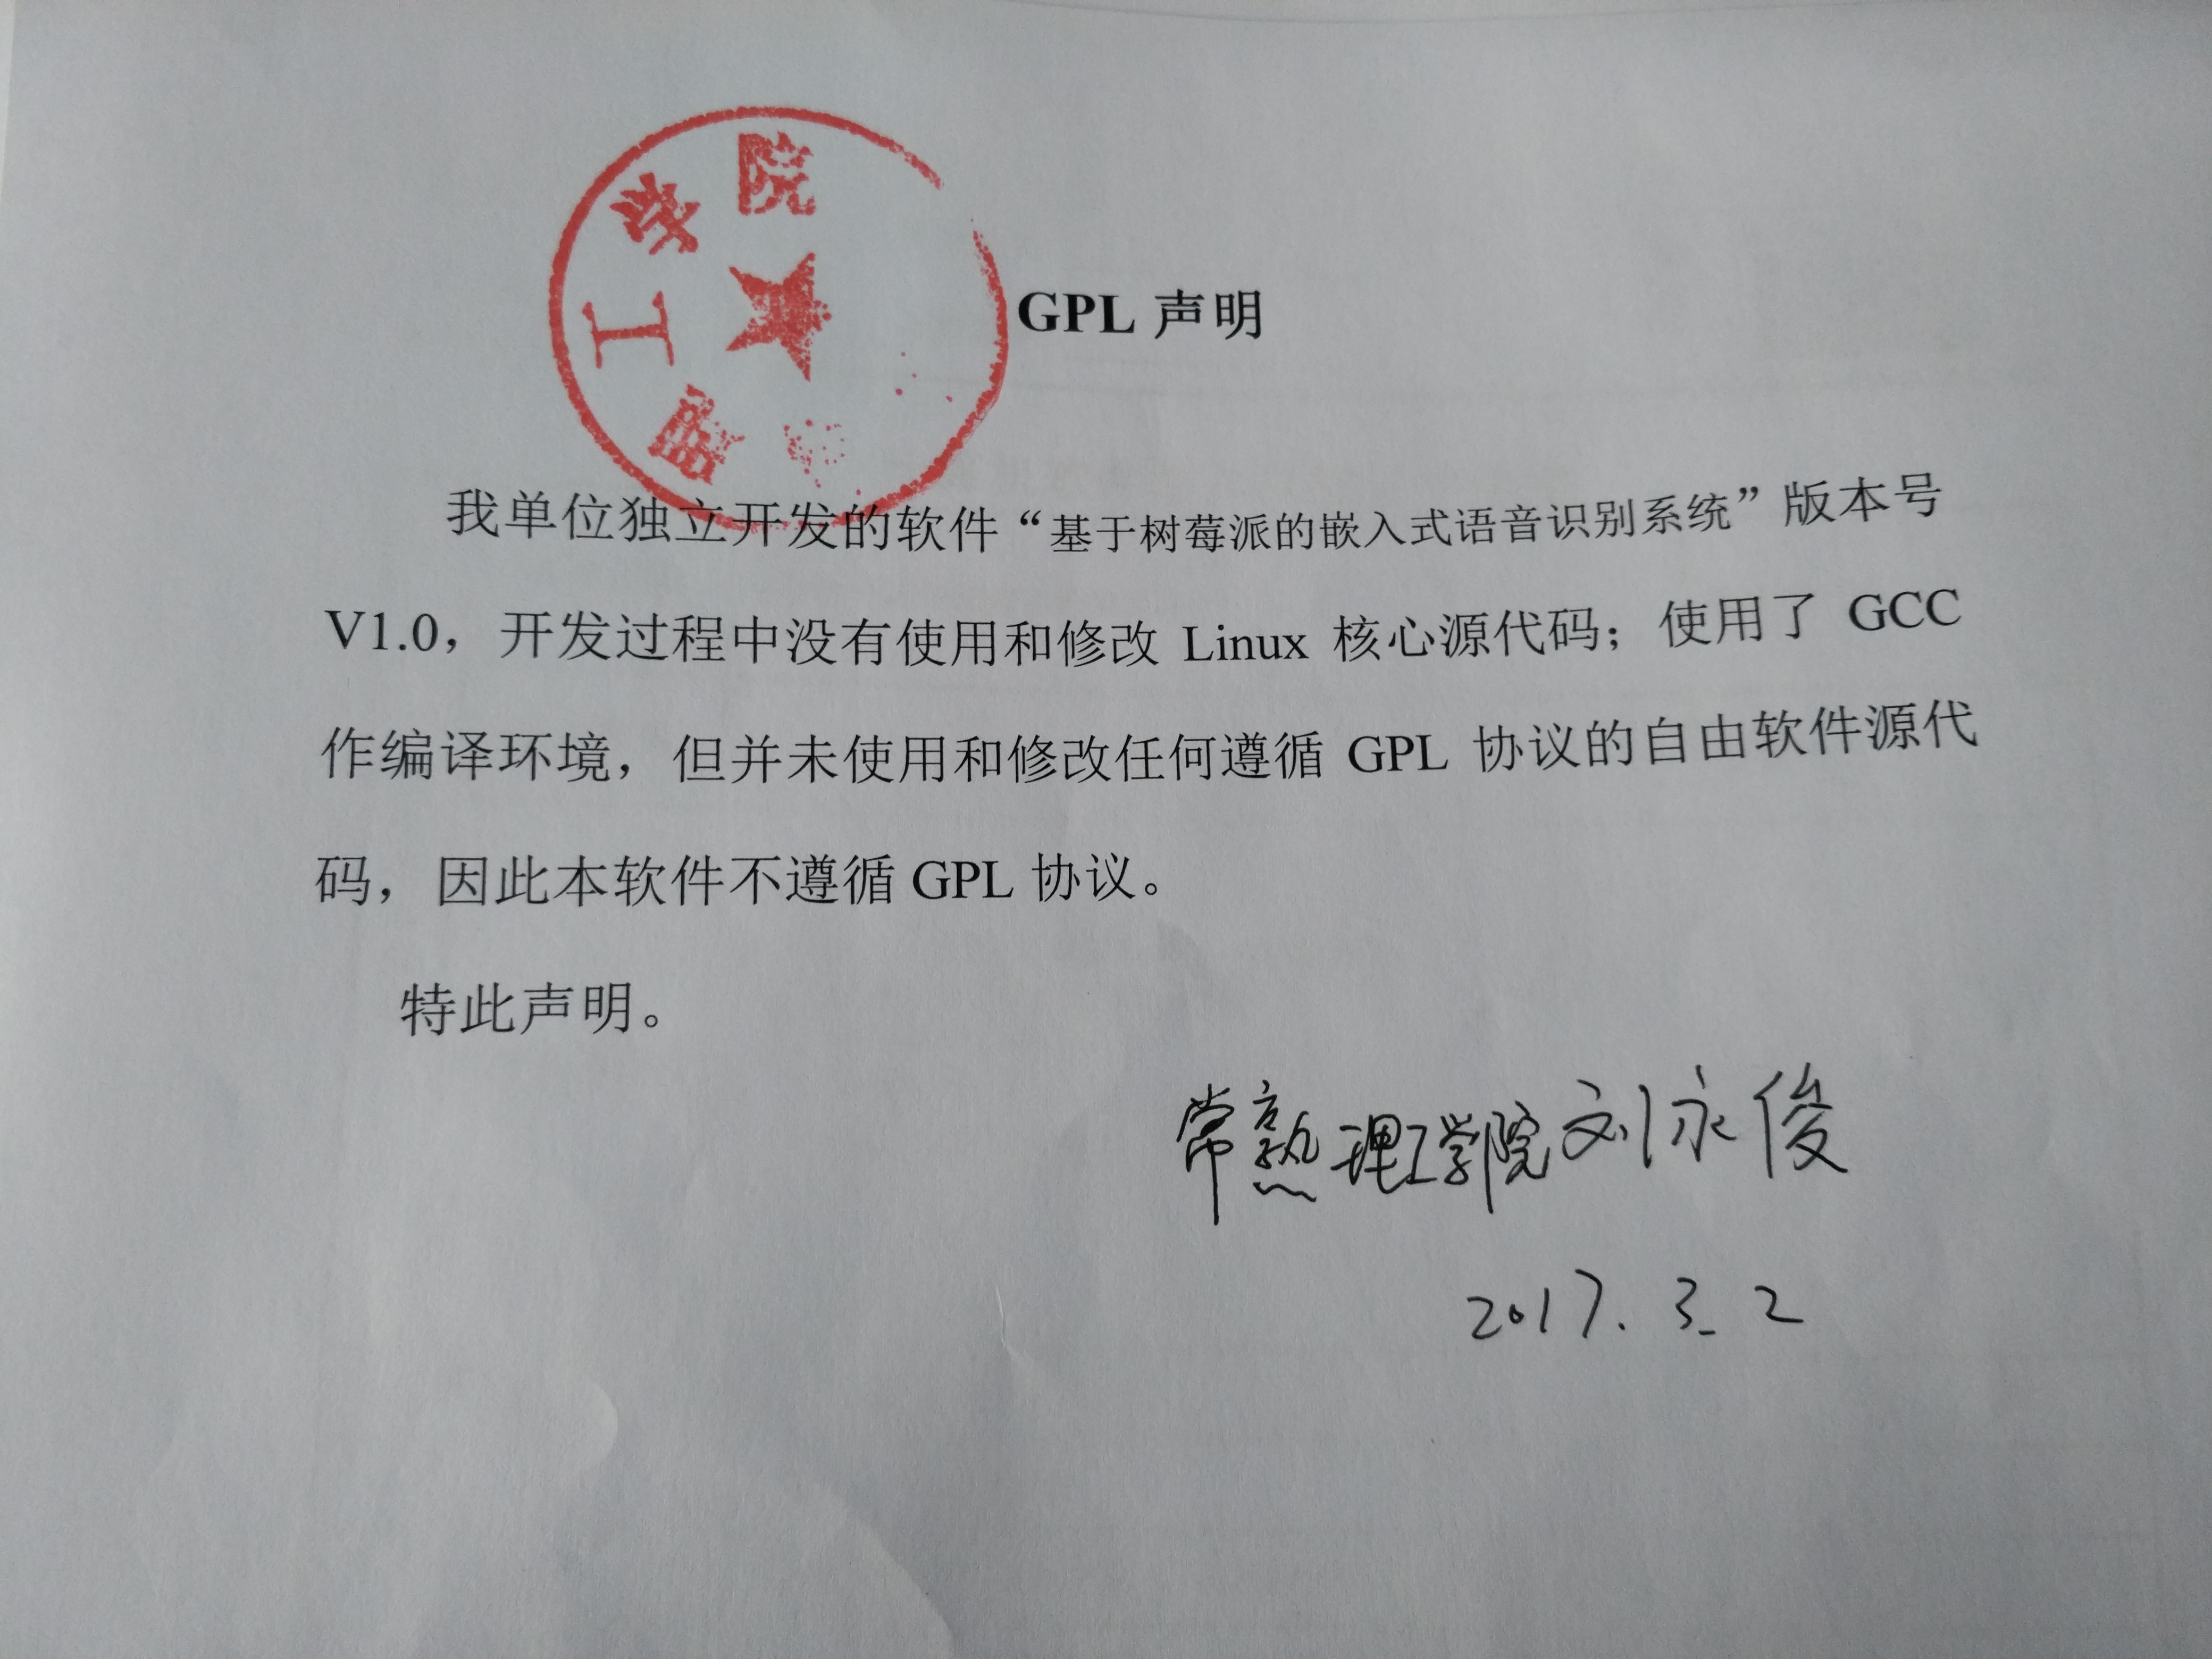 理工学院
GPL 声明
我单位独立开发的软件“基于树莓派的嵌入式语音识别系统”版本号
V1.0，开发过程中没有使用和修改 Linux 核心源代码；使用了 GCC
作编译环境，但并未使用和修改任何遵循 GPL 协议的自由软件源代
码，因此本软件不遵循 GPL 协议。
特此声明。
常熟理工学院刘永俊
2017.3.2